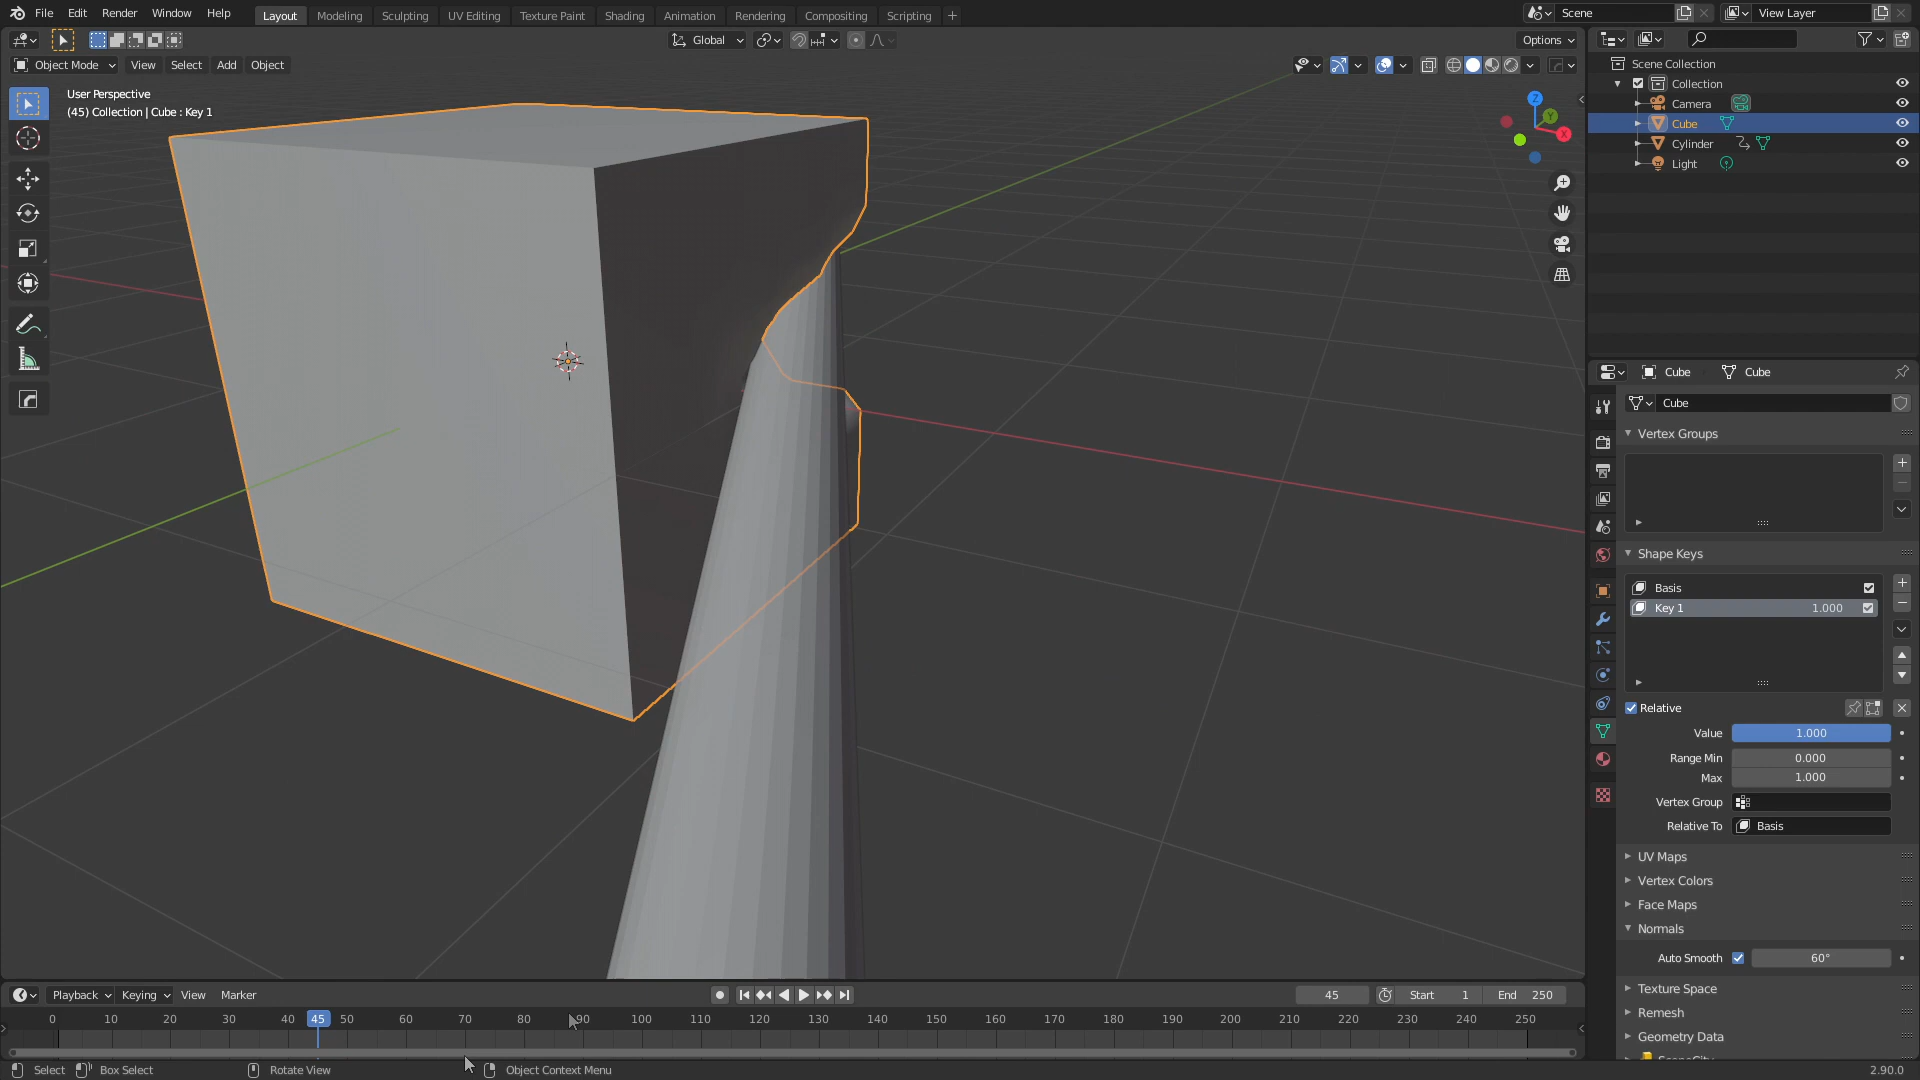 File Edit Render Window Help Layout Modeling Sculpting UV Editing Texture Paint Shading Animation Rendering Compositing Scripting + Scene View Layer
Global Options
Object Mode View Select Add Object
User Perspective
(45) Collection | Cube : Key 1
Z
Y
X
Scene Collection
Collection
Camera
Cube
Cylinder
Light
Cube Cube
Cube
Vertex Groups
Shape Keys
Basis
Key 1 1.000
Relative
Value 1.000
Range Min 0.000
Max 1.000
Vertex Group
Relative To Basis
UV Maps
Vertex Colors
Face Maps
Normals
Auto Smooth 60°
Texture Space
Remesh
Geometry Data
Playback Keying View Marker 45 Start 1 End 250
0 10 20 30 40 45 50 60 70 80 90 100 110 120 130 140 150 160 170 180 190 200 210 220 230 240 250
Select Box Select Rotate View Object Context Menu 2.90.0